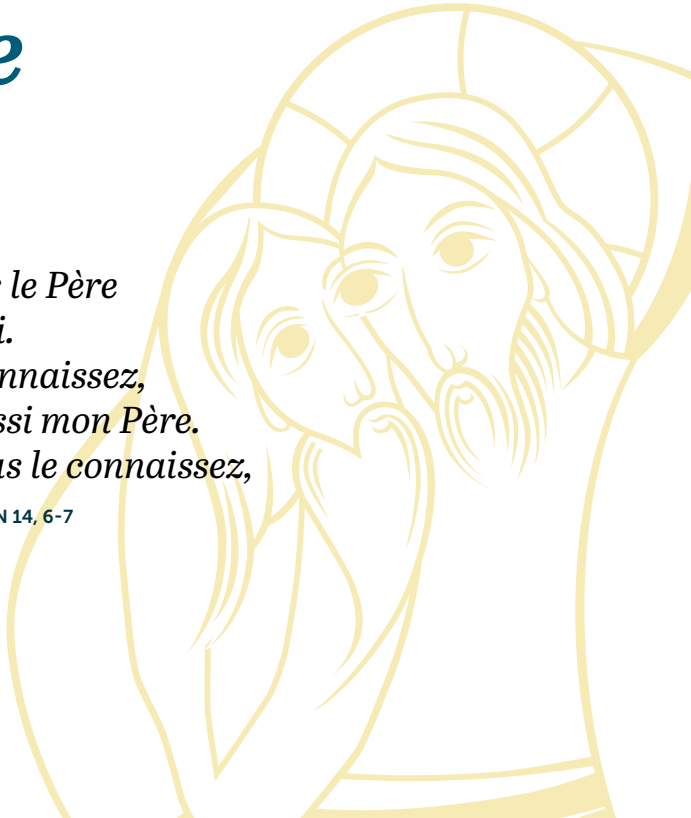 e
le Père
i.
nnaissez,
ssi mon Père.
s le connaissez,
N 14, 6-7